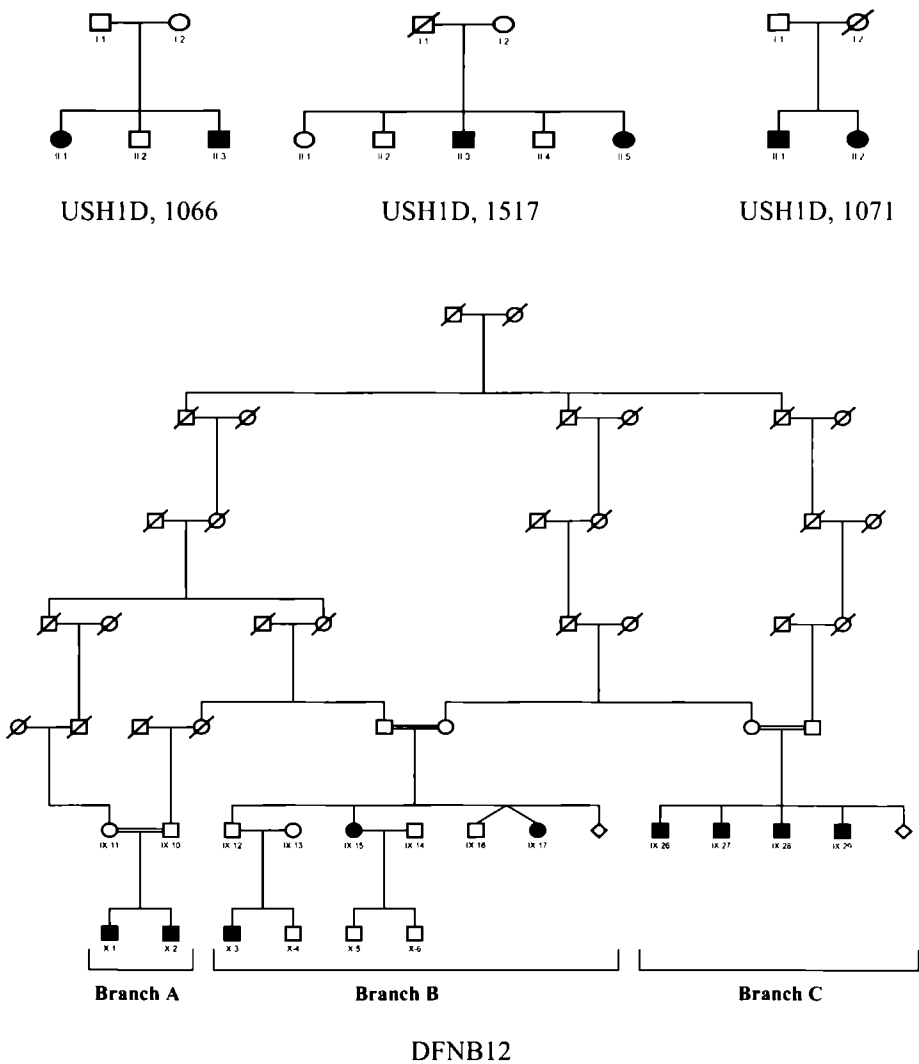 I:1 I:2 I:1 I:2 I:1 I:2
II:1 II:2 II:3 II:1 II:2 II:3 II:4 II:5 II:1 II:2
USH1D, 1066 USH1D, 1517 USH1D, 1071
IX:11 IX:10 IX:12 IX:13 IX:15 IX:14 IX:16 IX:17 IX:26 IX:27 IX:28 IX:29
X:1 X:2 X:3 X-4 X:5 X-6
Branch A Branch B Branch C
DFNB12